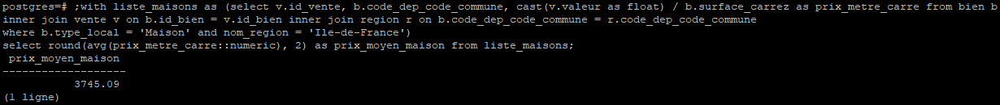 postgres=# ;with liste_maisons as (select v.id_vente, b.code_dep_code_commune, cast(v.valeur as float) / b.surface_carrez as prix_metre_carre from bien b
inner join vente v on b.id_bien = v.id_bien inner join region r on b.code_dep_code_commune = r.code_dep_code_commune
where b.type_local = 'Maison' and nom_region = 'Ile-de-France')
select round(avg(prix_metre_carre::numeric), 2) as prix_moyen_maison from liste_maisons;
 prix_moyen_maison
-------------------
           3745.09
(1 ligne)